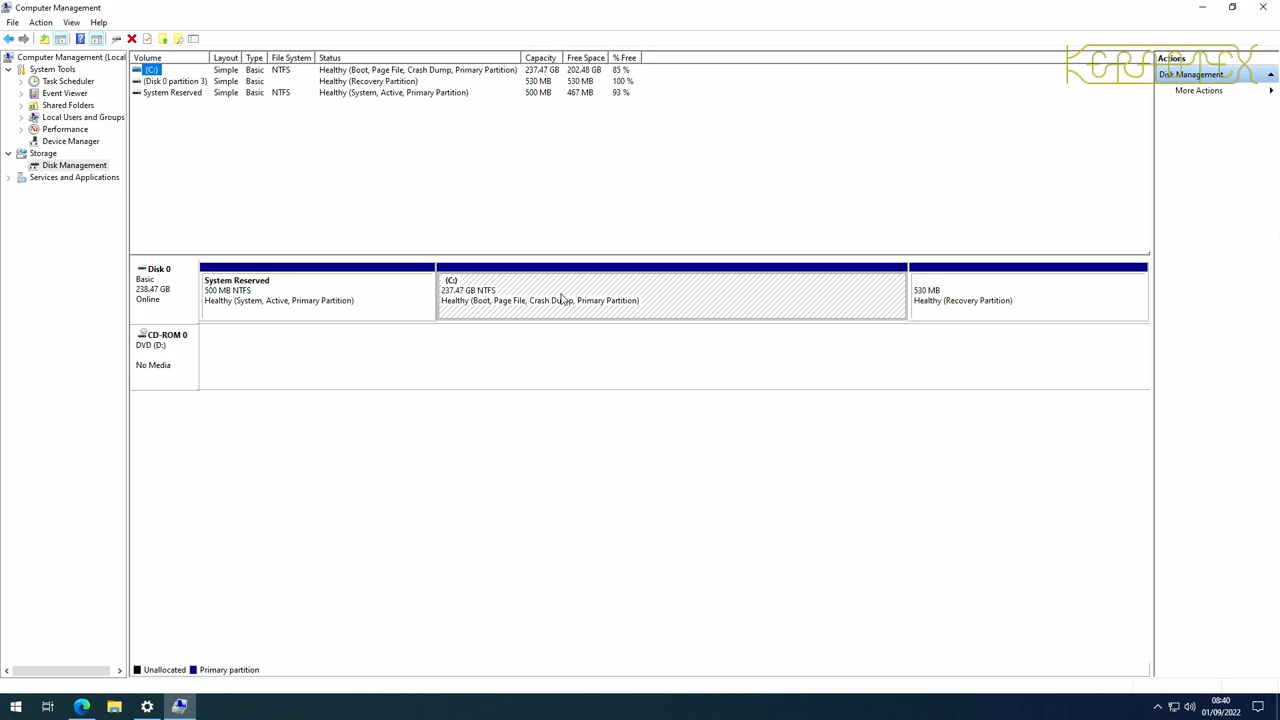 Computer Management
File Action View Help
Computer Management (Local
System Tools
Task Scheduler
Event Viewer
Shared Folders
Local Users and Groups
Performance
Device Manager
Storage
Disk Management
Services and Applications
Volume Layout Type File System Status Capacity Free Space % Free
(C:) Simple Basic NTFS Healthy (Boot, Page File, Crash Dump, Primary Partition) 237.47 GB 202.48 GB 85 %
(Disk 0 partition 3) Simple Basic Healthy (Recovery Partition) 530 MB 530 MB 100 %
System Reserved Simple Basic NTFS Healthy (System, Active, Primary Partition) 500 MB 467 MB 93 %
Disk 0
Basic
238.47 GB
Online
System Reserved
500 MB NTFS
Healthy (System, Active, Primary Partition)
(C:)
237.47 GB NTFS
Healthy (Boot, Page File, Crash Dump, Primary Partition)
530 MB
Healthy (Recovery Partition)
CD-ROM 0
DVD (D:)
No Media
Unallocated Primary partition
Actions
Disk Management
More Actions
08:40
01/09/2022